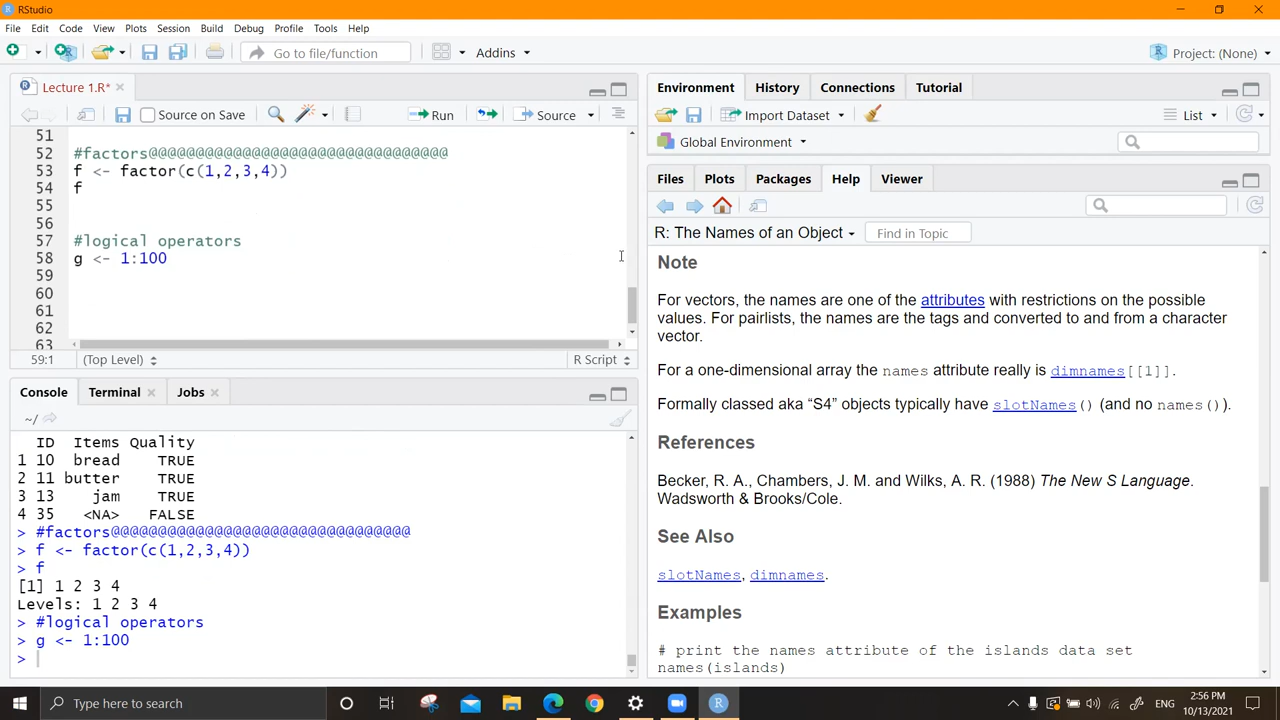 RStudio
File Edit Code View Plots Session Build Debug Profile Tools Help
Go to file/function Addins Project: (None)
Lecture 1.R*
Source on Save Run Source
51
52 #factors@@@@@@@@@@@@@@@@@@@@@@@@@@@@@@@@
53 f <- factor(c(1,2,3,4))
54 f
55
56
57 #logical operators
58 g <- 1:100
59
60
61
62
63
59:1 (Top Level) R Script
Console Terminal Jobs
~/
ID Items Quality
1 10 bread TRUE
2 11 butter TRUE
3 13 jam TRUE
4 35 <NA> FALSE
> #factors@@@@@@@@@@@@@@@@@@@@@@@@@@@@@@@@
> f <- factor(c(1,2,3,4))
> f
[1] 1 2 3 4
Levels: 1 2 3 4
> #logical operators
> g <- 1:100
>
Environment History Connections Tutorial
Import Dataset List
Global Environment
Files Plots Packages Help Viewer
R: The Names of an Object Find in Topic
Note
For vectors, the names are one of the attributes with restrictions on the possible
values. For pairlists, the names are the tags and converted to and from a character
vector.
For a one-dimensional array the names attribute really is dimnames[[1]].
Formally classed aka “S4” objects typically have slotNames() (and no names()).
References
Becker, R. A., Chambers, J. M. and Wilks, A. R. (1988) The New S Language.
Wadsworth & Brooks/Cole.
See Also
slotNames, dimnames.
Examples
# print the names attribute of the islands data set
names(islands)
Type here to search
ENG
2:56 PM
10/13/2021